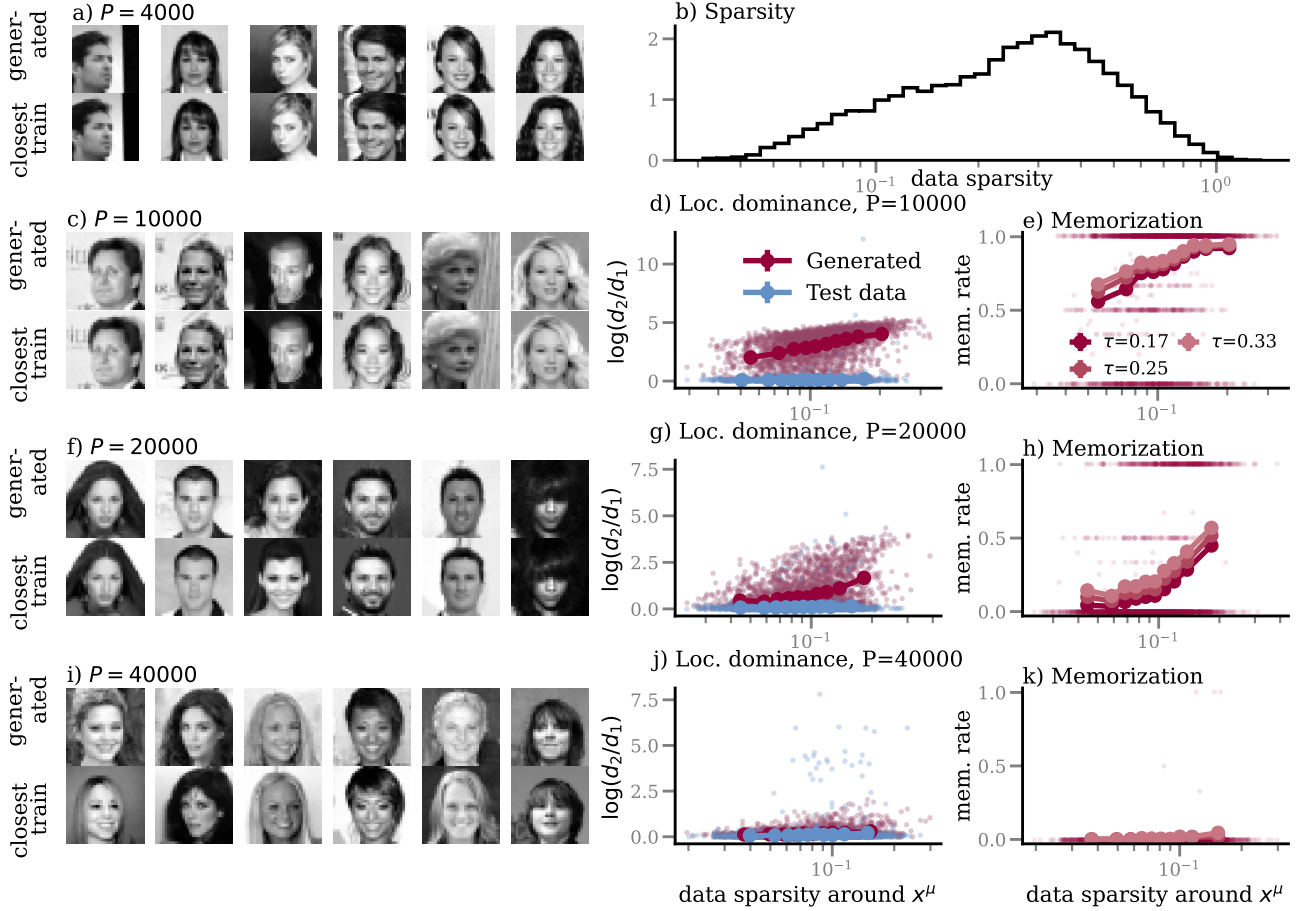 a) P = 4000
gener-
ated
closest
train
b) Sparsity
2
1
0
10⁻¹
10⁰
data sparsity
c) P = 10000
gener-
ated
closest
train
d) Loc. dominance, P=10000
log(d₂/d₁)
10
5
0
Generated
Test data
10⁻¹
e) Memorization
mem. rate
1.0
0.5
0.0
τ=0.17
τ=0.33
τ=0.25
10⁻¹
f) P = 20000
gener-
ated
closest
train
g) Loc. dominance, P=20000
log(d₂/d₁)
7.5
5.0
2.5
0.0
10⁻¹
h) Memorization
mem. rate
1.0
0.5
0.0
10⁻¹
i) P = 40000
gener-
ated
closest
train
j) Loc. dominance, P=40000
log(d₂/d₁)
7.5
5.0
2.5
0.0
10⁻¹
data sparsity around xᵘ
k) Memorization
mem. rate
1.0
0.5
0.0
10⁻¹
data sparsity around x^μ